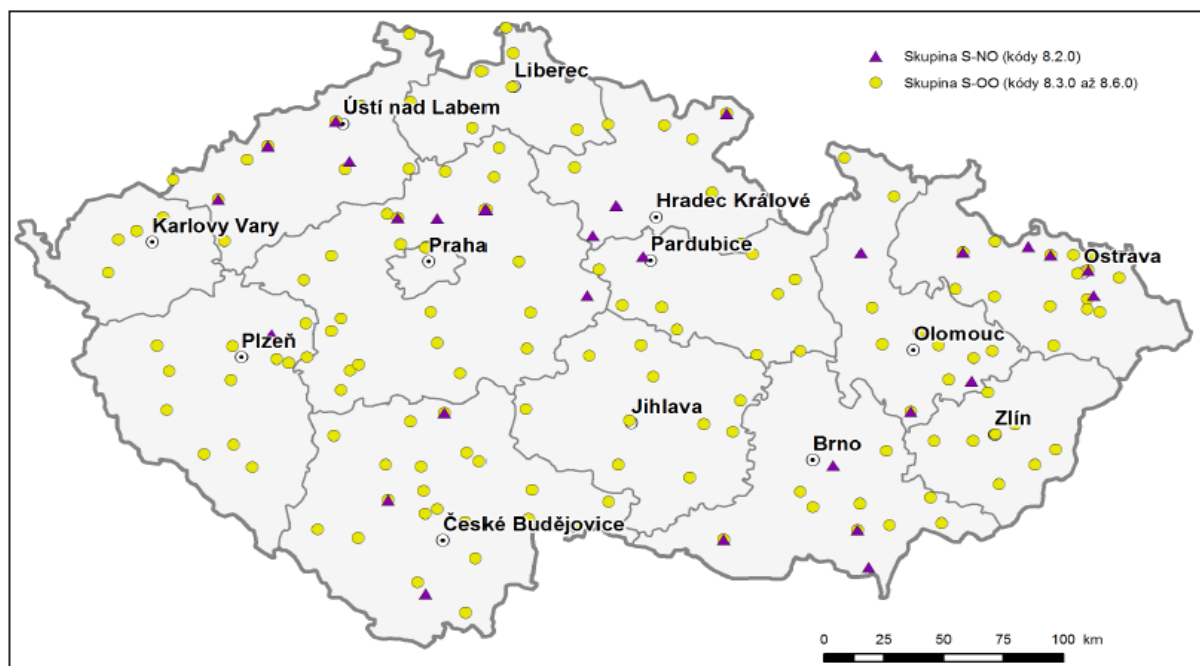 Skupina S-NO (kódy 8.2.0)
Skupina S-OO (kódy 8.3.0 až 8.6.0)
Liberec
Ústí nad Labem
Hradec Králové
Karlovy Vary
Praha
Pardubice
Ostrava
Plzeň
Olomouc
Jihlava
Zlín
Brno
České Budějovice
0 25 50 75 100 km